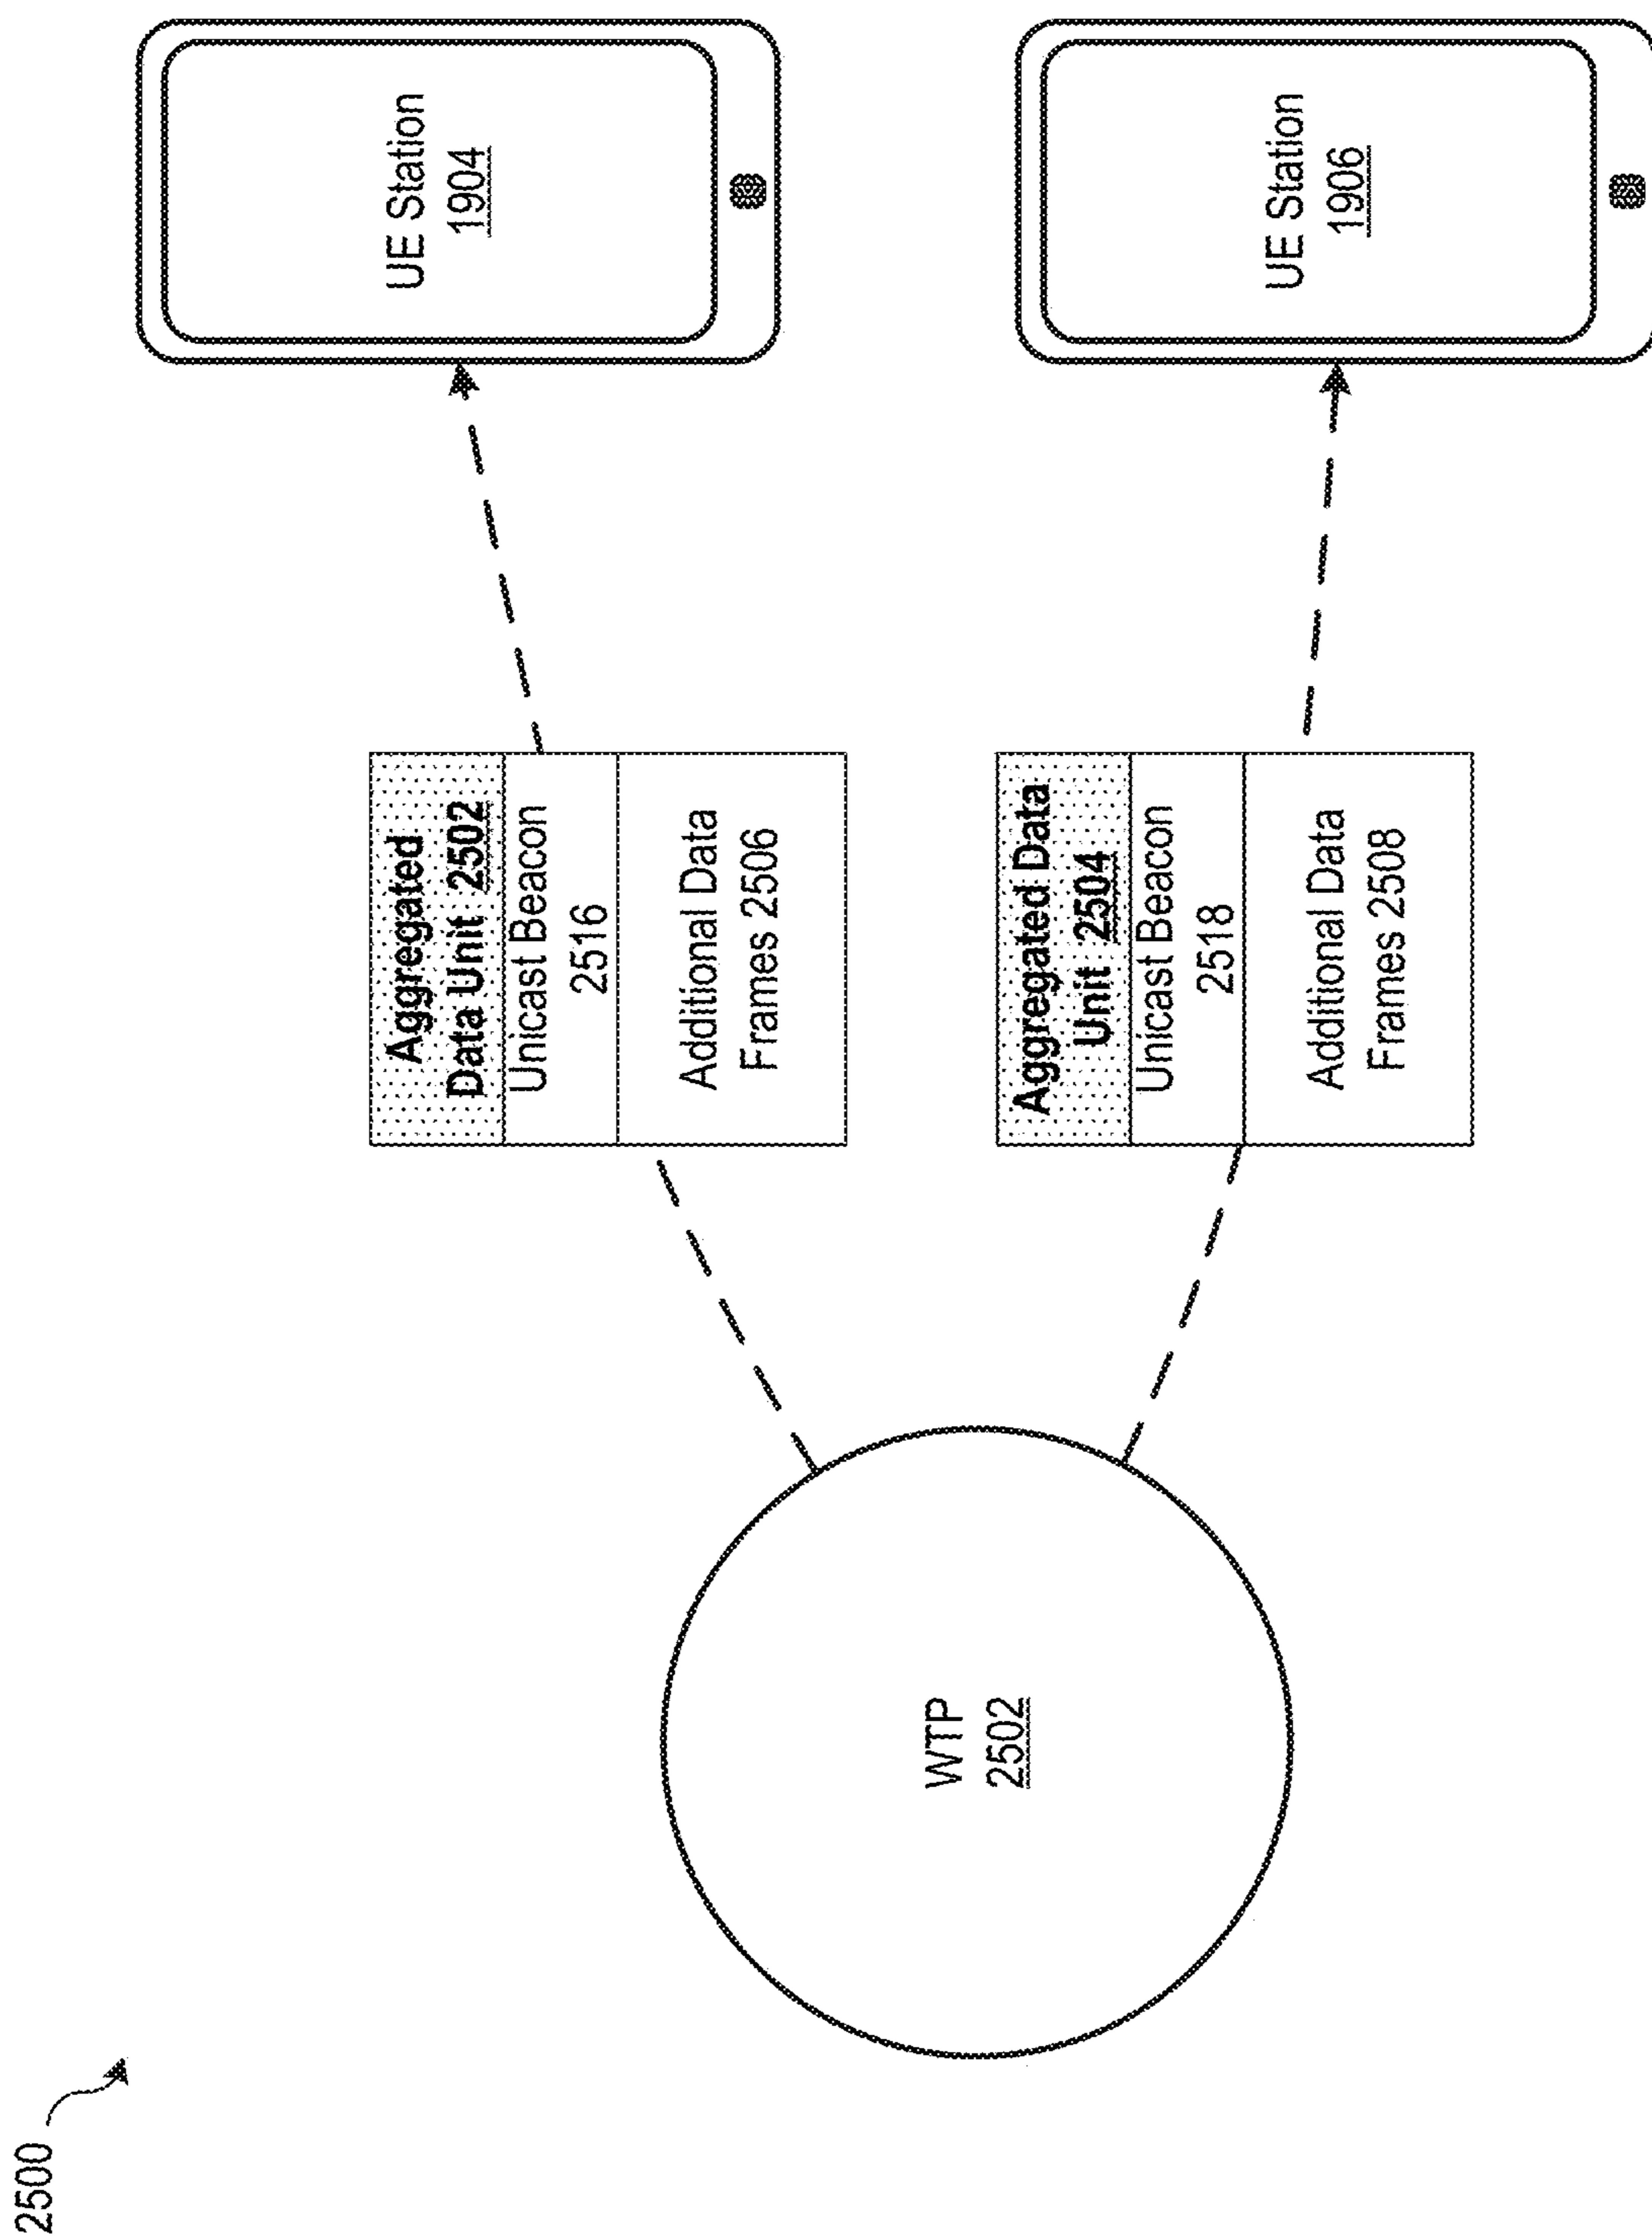 2500
WTP
2502
Aggregated
Data Unit 2502
Unicast Beacon
2516
Additional Data
Frames 2506
Aggregated Data
Unit 2504
Unicast Beacon
2518
Additional Data
Frames 2508
UE Station
1904
UE Station
1906